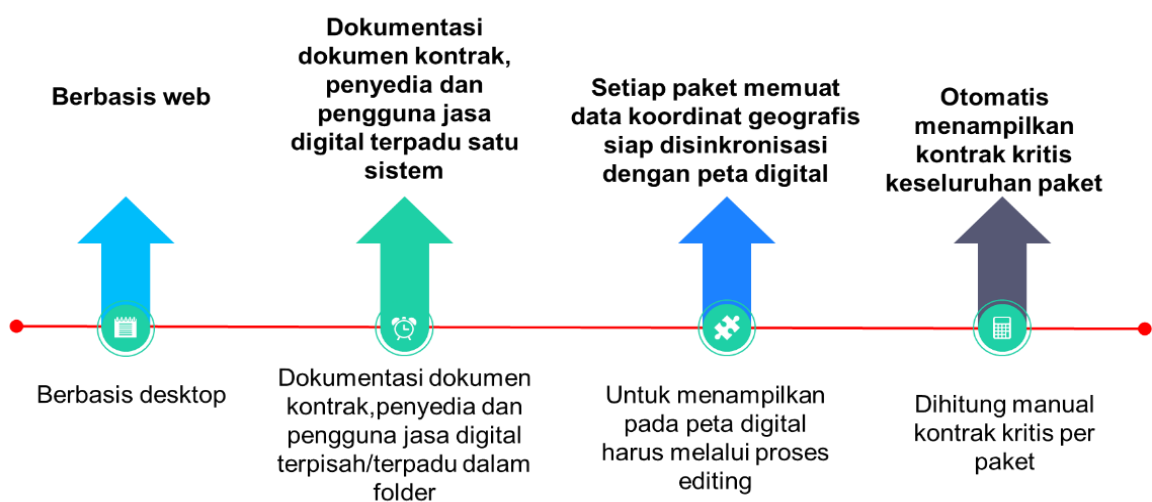 Berbasis web
Dokumentasi
dokumen kontrak,
penyedia dan
pengguna jasa
digital terpadu satu
sistem
Setiap paket memuat
data koordinat geografis
siap disinkronisasi
dengan peta digital
Otomatis
menampilkan
kontrak kritis
keseluruhan paket
Berbasis desktop
Dokumentasi dokumen
kontrak,penyedia dan
pengguna jasa digital
terpisah/terpadu dalam
folder
Untuk menampilkan
pada peta digital
harus melalui proses
editing
Dihitung manual
kontrak kritis per
paket